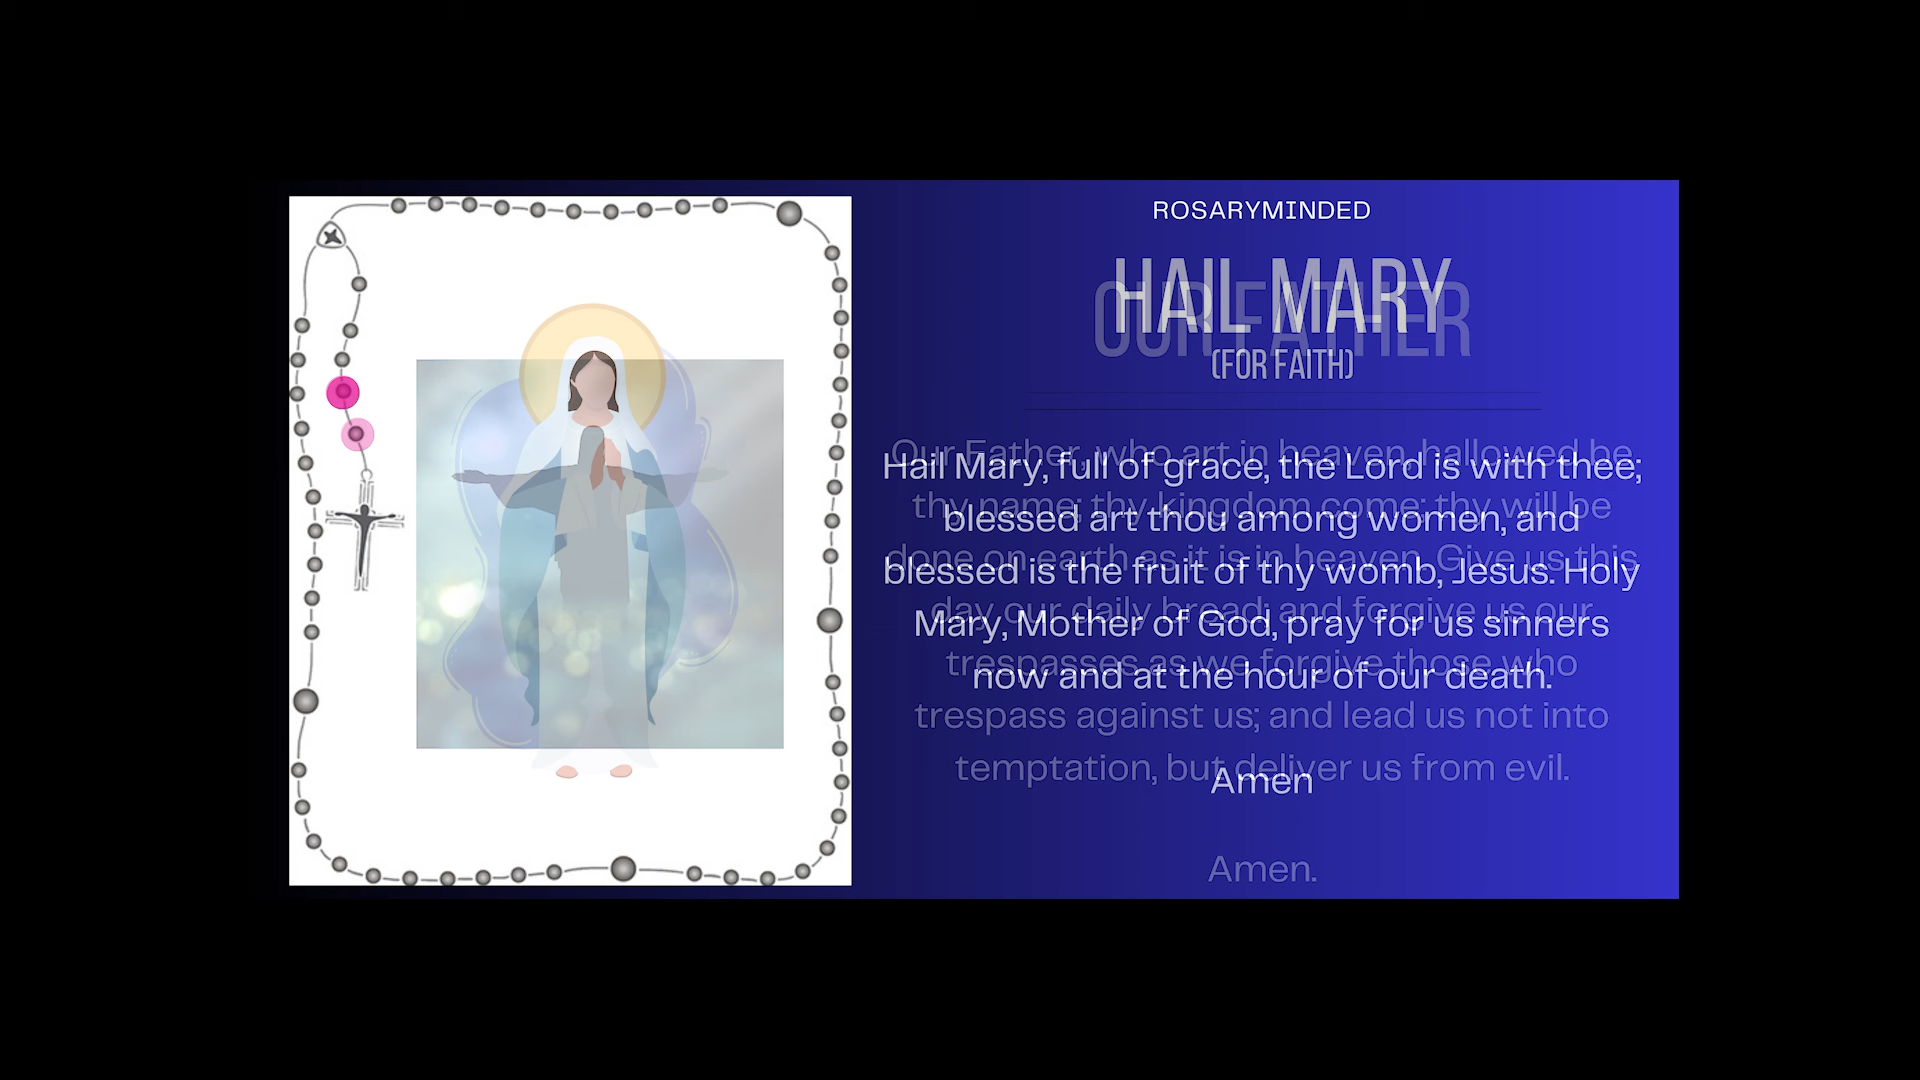 ROSARYMINDED
HAIL MARY
OUR FATHER
(FOR FAITH)
Our Father, who art in heaven, hallowed be
Hail Mary, full of grace, the Lord is with thee;
thy name; thy kingdom come; thy will be
blessed art thou among women, and
done on earth as it is in heaven. Give us this
blessed is the fruit of thy womb, Jesus. Holy
day our daily bread; and forgive us our
Mary, Mother of God, pray for us sinners
trespasses as we forgive those who
now and at the hour of our death.
trespass against us; and lead us not into
temptation, but deliver us from evil.
Amen
Amen.